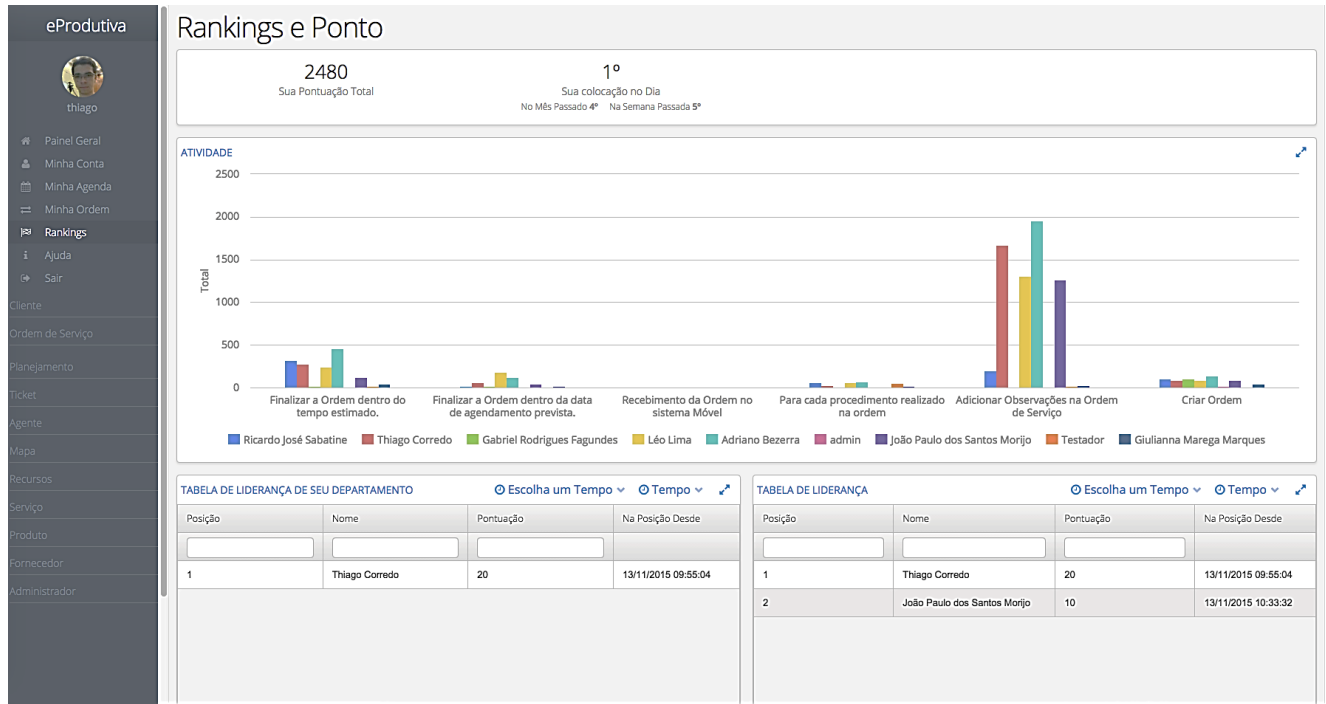 eProdutiva
thiago
Painel Geral
Minha Conta
Minha Agenda
Minha Ordem
Rankings
Ajuda
Sair
Cliente
Ordem de Serviço
Planejamento
Ticket
Agente
Mapa
Recursos
Serviço
Produto
Fornecedor
Administrador
Rankings e Ponto
2480
Sua Pontuação Total
1º
Sua colocação no Dia
No Mês Passado 4º Na Semana Passada 5º
ATIVIDADE
2500
2000
1500
1000
500
0
Total
Finalizar a Ordem dentro do
tempo estimado.
Finalizar a Ordem dentro da data
de agendamento prevista.
Recebimento da Ordem no
sistema Móvel
Para cada procedimento realizado
na ordem
Adicionar Observações na Ordem
de Serviço
Criar Ordem
Ricardo José Sabatine Thiago Corredo Gabriel Rodrigues Fagundes Léo Lima Adriano Bezerra admin João Paulo dos Santos Morijo Testador Giulianna Marega Marques
TABELA DE LIDERANÇA DE SEU DEPARTAMENTO Escolha um Tempo Tempo
Posição Nome Pontuação Na Posição Desde
1 Thiago Corredo 20 13/11/2015 09:55:04
TABELA DE LIDERANÇA Escolha um Tempo Tempo
Posição Nome Pontuação Na Posição Desde
1 Thiago Corredo 20 13/11/2015 09:55:04
2 João Paulo dos Santos Morijo 10 13/11/2015 10:33:32